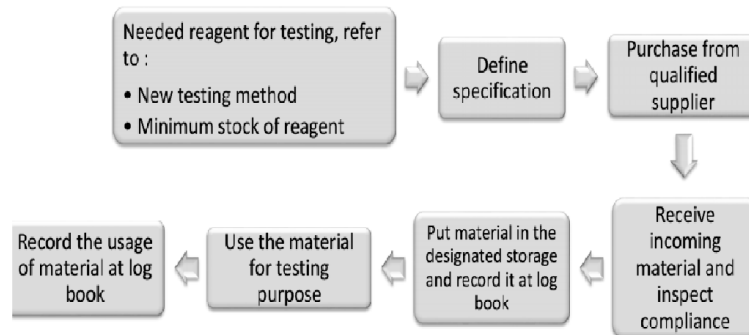 Needed reagent for testing, refer
to :
• New testing method
• Minimum stock of reagent
Define
specification
Purchase from
qualified
supplier
Receive
incoming
material and
inspect
compliance
Put material in the
designated storage
and record it at log
book
Use the material
for testing
purpose
Record the usage
of material at log
book